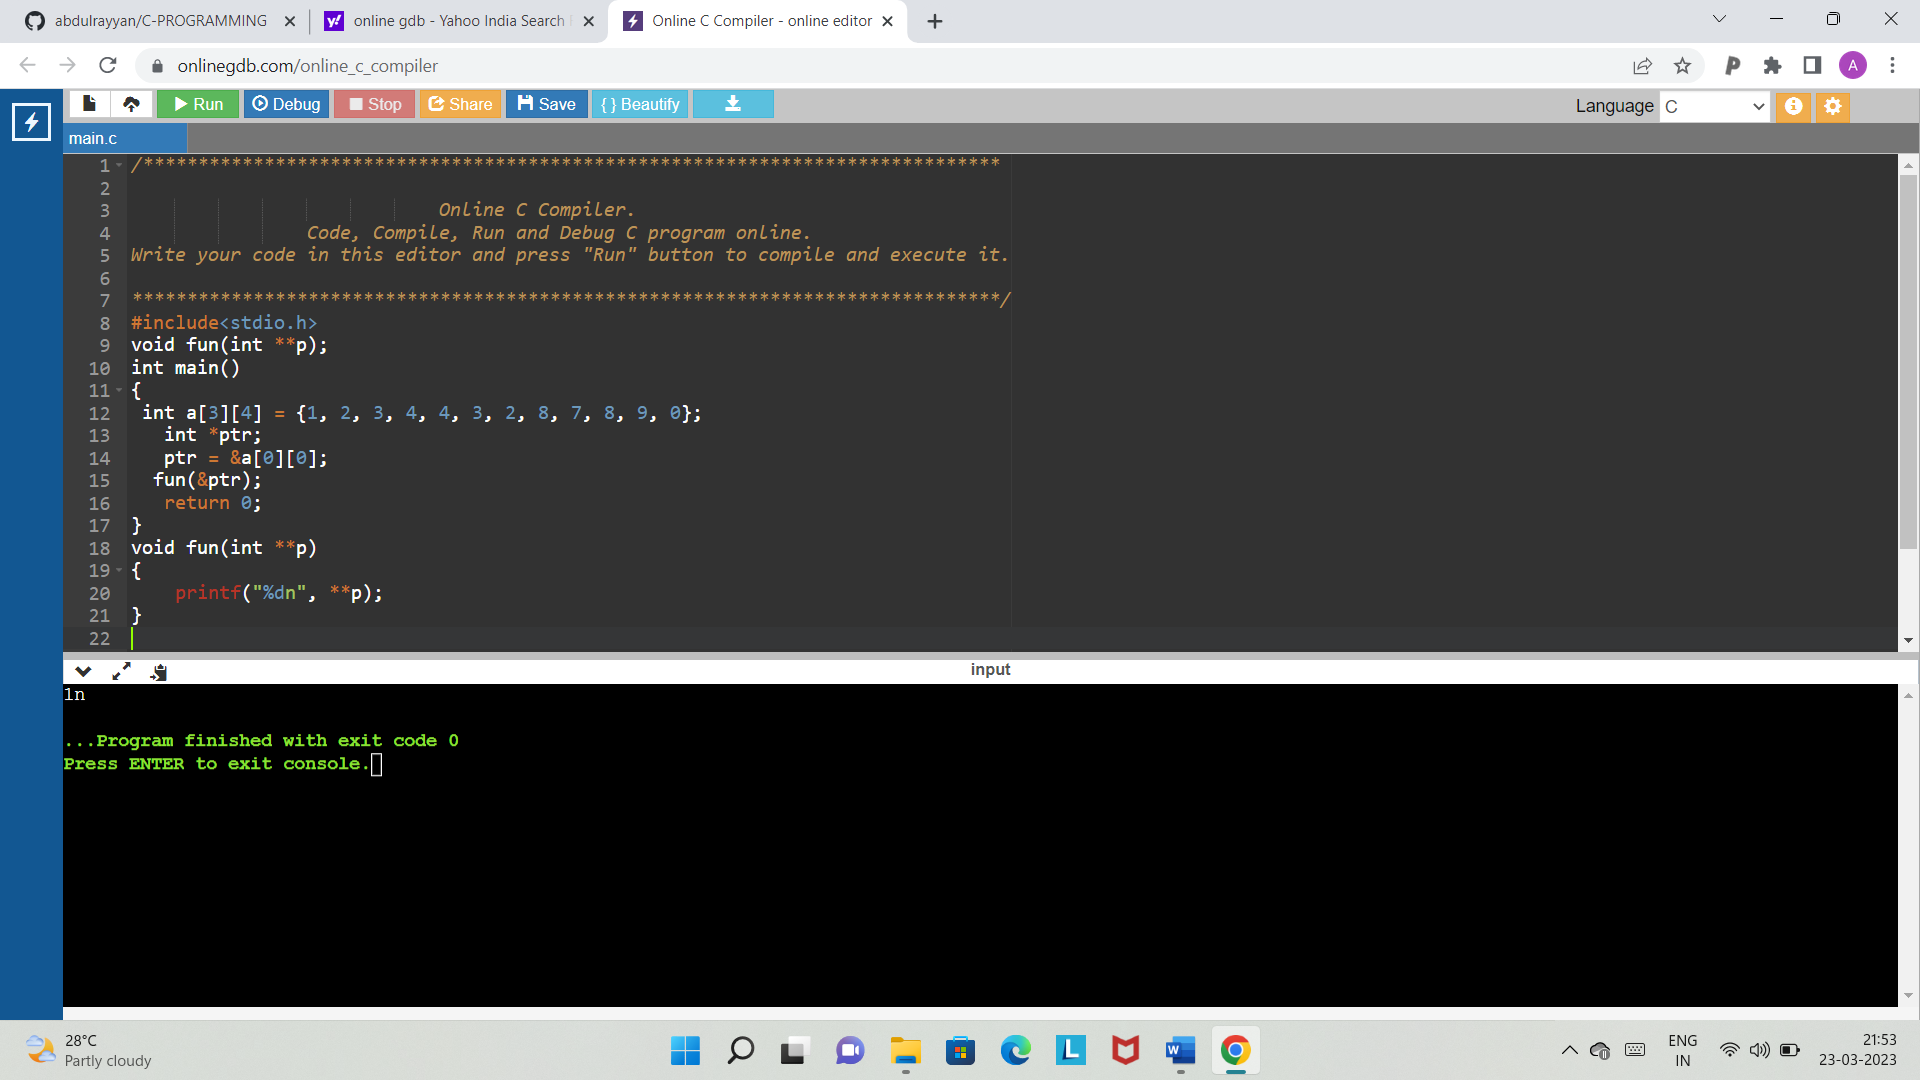 abdulrayyan/C-PROGRAMMING
online gdb - Yahoo India Search
Online C Compiler - online editor
onlinegdb.com/online_c_compiler
A
Run
Debug
Stop
Share
Save
{ } Beautify
Language C
main.c
1 /******************************************************************************
2
3 Online C Compiler.
4 Code, Compile, Run and Debug C program online.
5 Write your code in this editor and press "Run" button to compile and execute it.
6
7 *******************************************************************************/
8 #include<stdio.h>
9 void fun(int **p);
10 int main()
11 {
12 int a[3][4] = {1, 2, 3, 4, 4, 3, 2, 8, 7, 8, 9, 0};
13 int *ptr;
14 ptr = &a[0][0];
15 fun(&ptr);
16 return 0;
17 }
18 void fun(int **p)
19 {
20 printf("%dn", **p);
21 }
22
input
1n
...Program finished with exit code 0
Press ENTER to exit console.
28°C
Partly cloudy
ENG
IN
21:53
23-03-2023